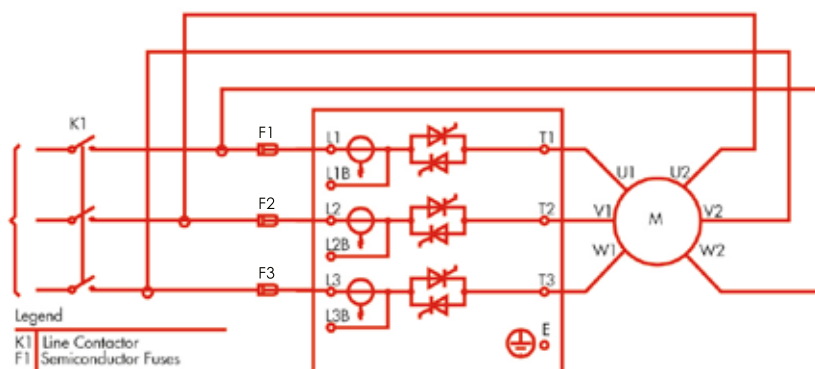 K1
F1
L1
T1
L1B
U1
U2
F2
L2
T2
V1
M
V2
L2B
W1
W2
F3
L3
T3
L3B
E
Legend
K1 Line Contactor
F1 Semiconductor Fuses